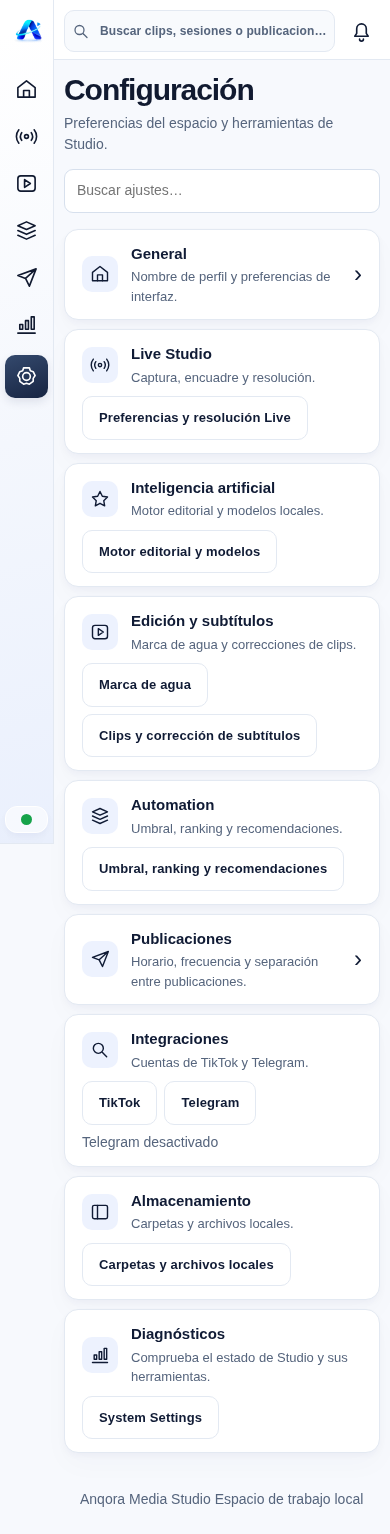 Buscar clips, sesiones o publicacion…
Configuración
Preferencias del espacio y herramientas de
Studio.
Buscar ajustes…
General
Nombre de perfil y preferencias de
interfaz.
Live Studio
Captura, encuadre y resolución.
Preferencias y resolución Live
Inteligencia artificial
Motor editorial y modelos locales.
Motor editorial y modelos
Edición y subtítulos
Marca de agua y correcciones de clips.
Marca de agua
Clips y corrección de subtítulos
Automation
Umbral, ranking y recomendaciones.
Umbral, ranking y recomendaciones
Publicaciones
Horario, frecuencia y separación
entre publicaciones.
Integraciones
Cuentas de TikTok y Telegram.
TikTok Telegram
Telegram desactivado
Almacenamiento
Carpetas y archivos locales.
Carpetas y archivos locales
Diagnósticos
Comprueba el estado de Studio y sus
herramientas.
System Settings
Anqora Media Studio Espacio de trabajo local